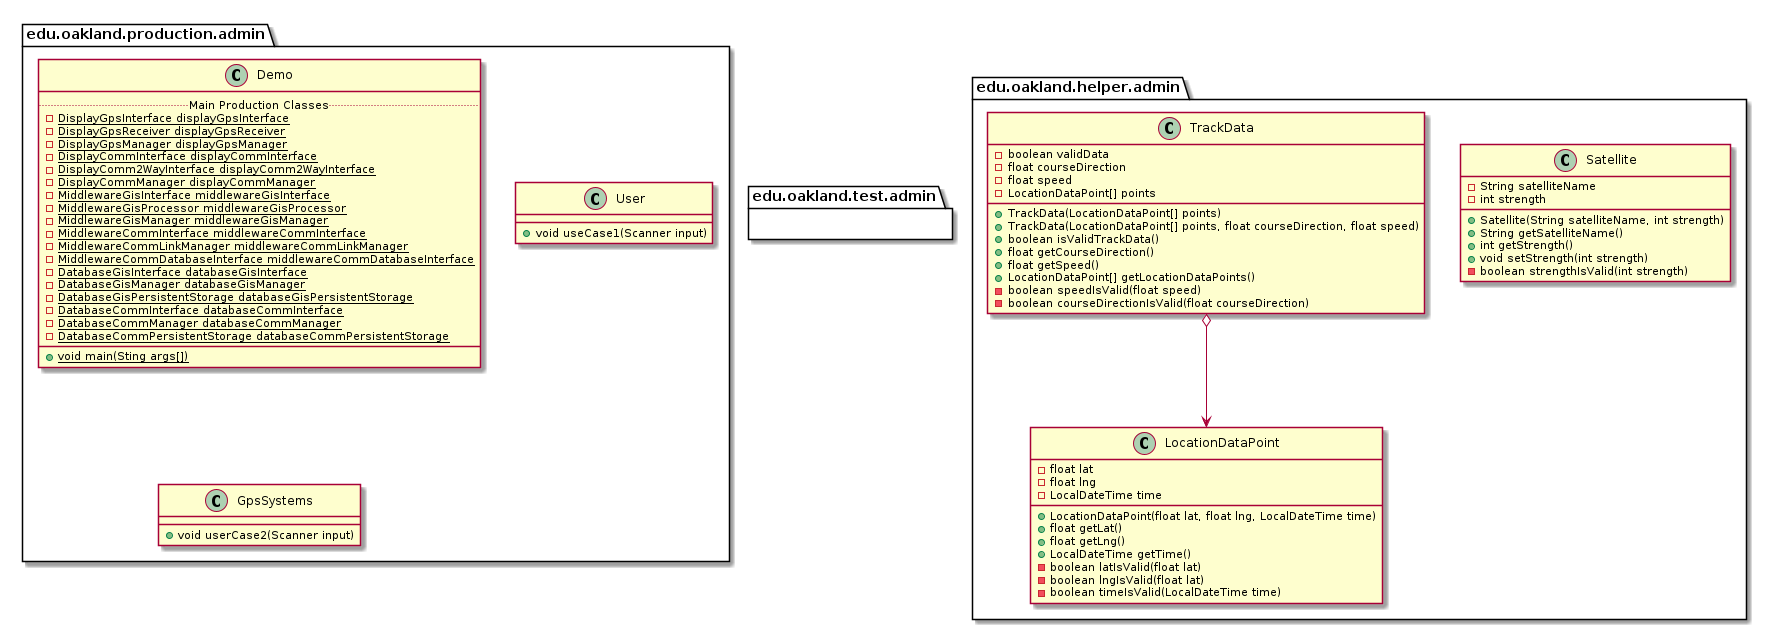 edu.oakland.production.admin
C Demo
Main Production Classes
DisplayGpsInterface displayGpsInterface
DisplayGpsReceiver displayGpsReceiver
DisplayGpsManager displayGpsManager
DisplayCommInterface displayCommInterface
DisplayComm2WayInterface displayComm2WayInterface
DisplayCommManager displayCommManager
MiddlewareGisInterface middlewareGisInterface
MiddlewareGisProcessor middlewareGisProcessor
MiddlewareGisManager middlewareGisManager
MiddlewareCommInterface middlewareCommInterface
MiddlewareCommLinkManager middlewareCommLinkManager
MiddlewareCommDatabaseInterface middlewareCommDatabaseInterface
DatabaseGisInterface databaseGisInterface
DatabaseGisManager databaseGisManager
DatabaseGisPersistentStorage databaseGisPersistentStorage
DatabaseCommInterface databaseCommInterface
DatabaseCommManager databaseCommManager
DatabaseCommPersistentStorage databaseCommPersistentStorage
void main(Sting args[])
C User
void useCase1(Scanner input)
C GpsSystems
void userCase2(Scanner input)
edu.oakland.test.admin
edu.oakland.helper.admin
C TrackData
boolean validData
float courseDirection
float speed
LocationDataPoint[] points
TrackData(LocationDataPoint[] points)
TrackData(LocationDataPoint[] points, float courseDirection, float speed)
boolean isValidTrackData()
float getCourseDirection()
float getSpeed()
LocationDataPoint[] getLocationDataPoints()
boolean speedIsValid(float speed)
boolean courseDirectionIsValid(float courseDirection)
C Satellite
String satelliteName
int strength
Satellite(String satelliteName, int strength)
String getSatelliteName()
int getStrength()
void setStrength(int strength)
boolean strengthIsValid(int strength)
C LocationDataPoint
float lat
float lng
LocalDateTime time
LocationDataPoint(float lat, float lng, LocalDateTime time)
float getLat()
float getLng()
LocalDateTime getTime()
boolean latIsValid(float lat)
boolean lngIsValid(float lat)
boolean timeIsValid(LocalDateTime time)